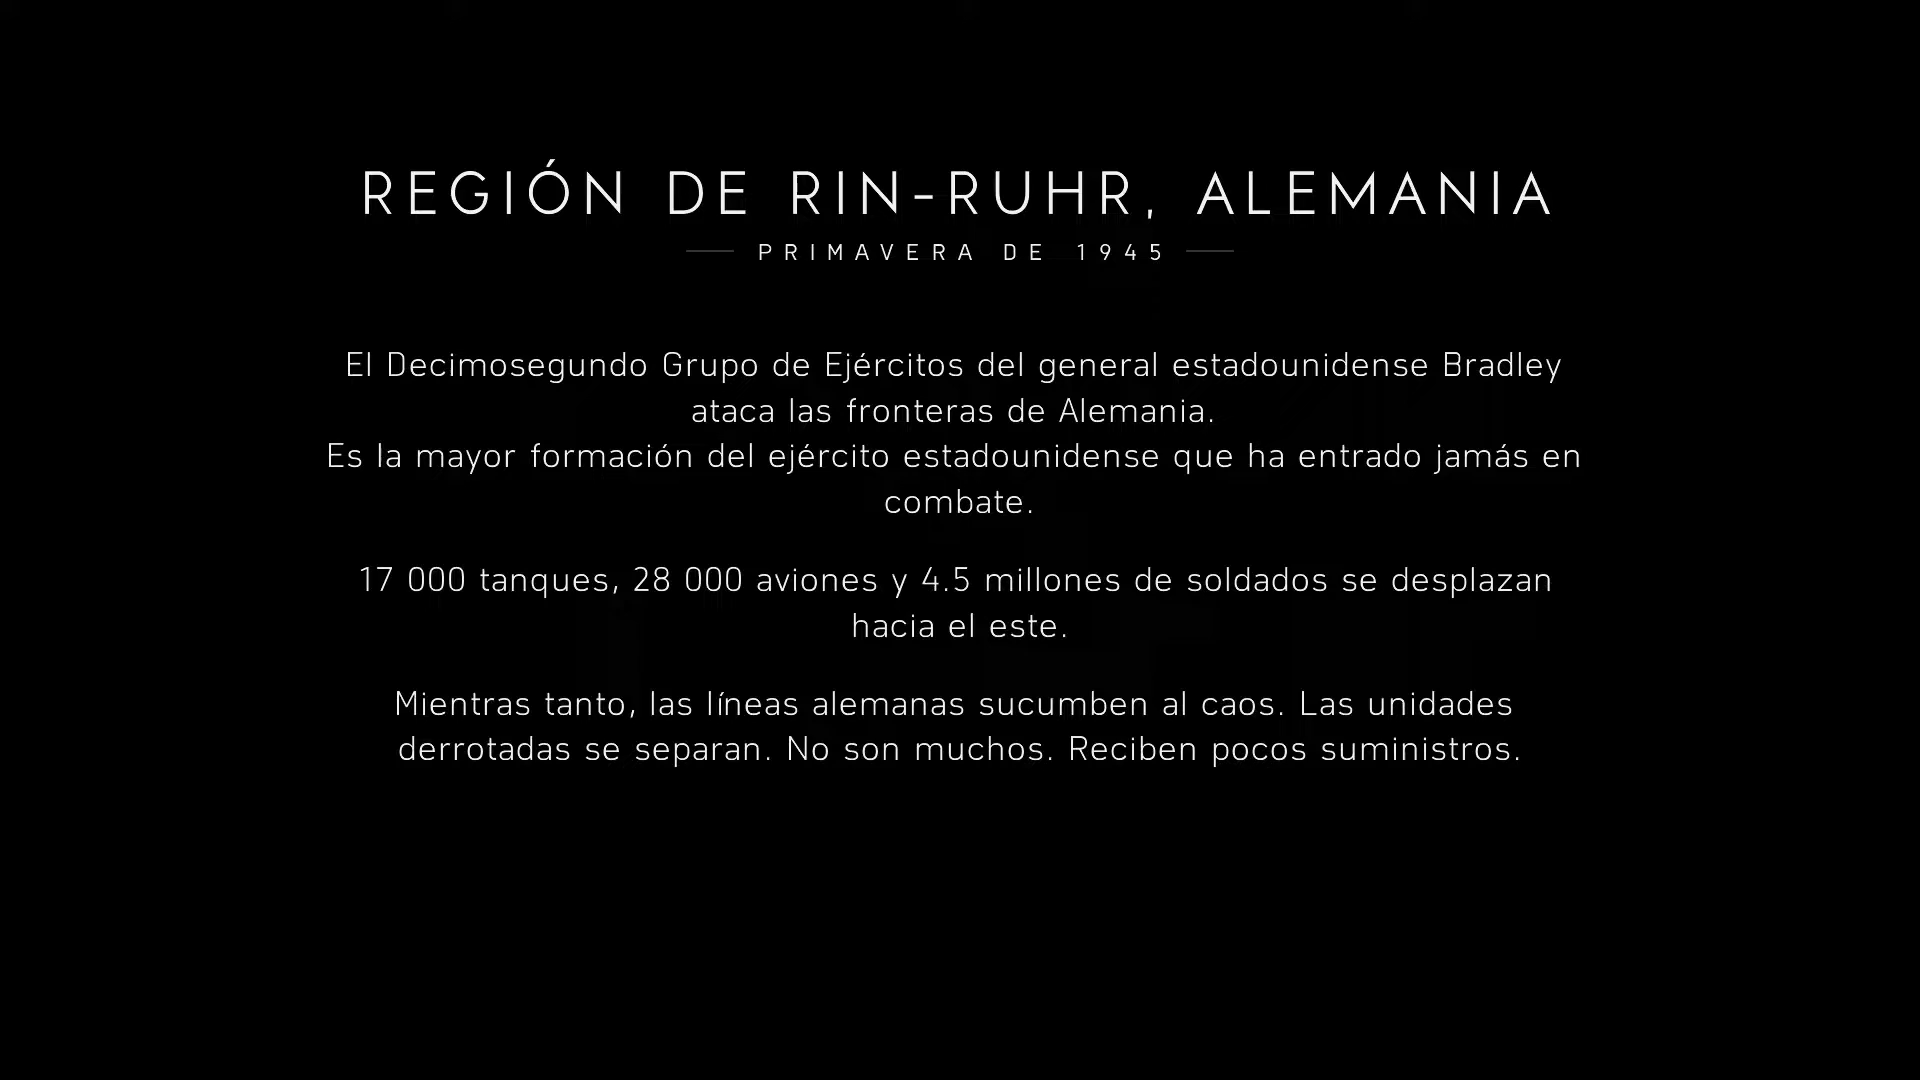 REGIÓN DE RIN-RUHR, ALEMANIA
PRIMAVERA DE 1945
El Decimosegundo Grupo de Ejércitos del general estadounidense Bradley
ataca las fronteras de Alemania.
Es la mayor formación del ejército estadounidense que ha entrado jamás en
combate.
17 000 tanques, 28 000 aviones y 4.5 millones de soldados se desplazan
hacia el este.
Mientras tanto, las líneas alemanas sucumben al caos. Las unidades
derrotadas se separan. No son muchos. Reciben pocos suministros.